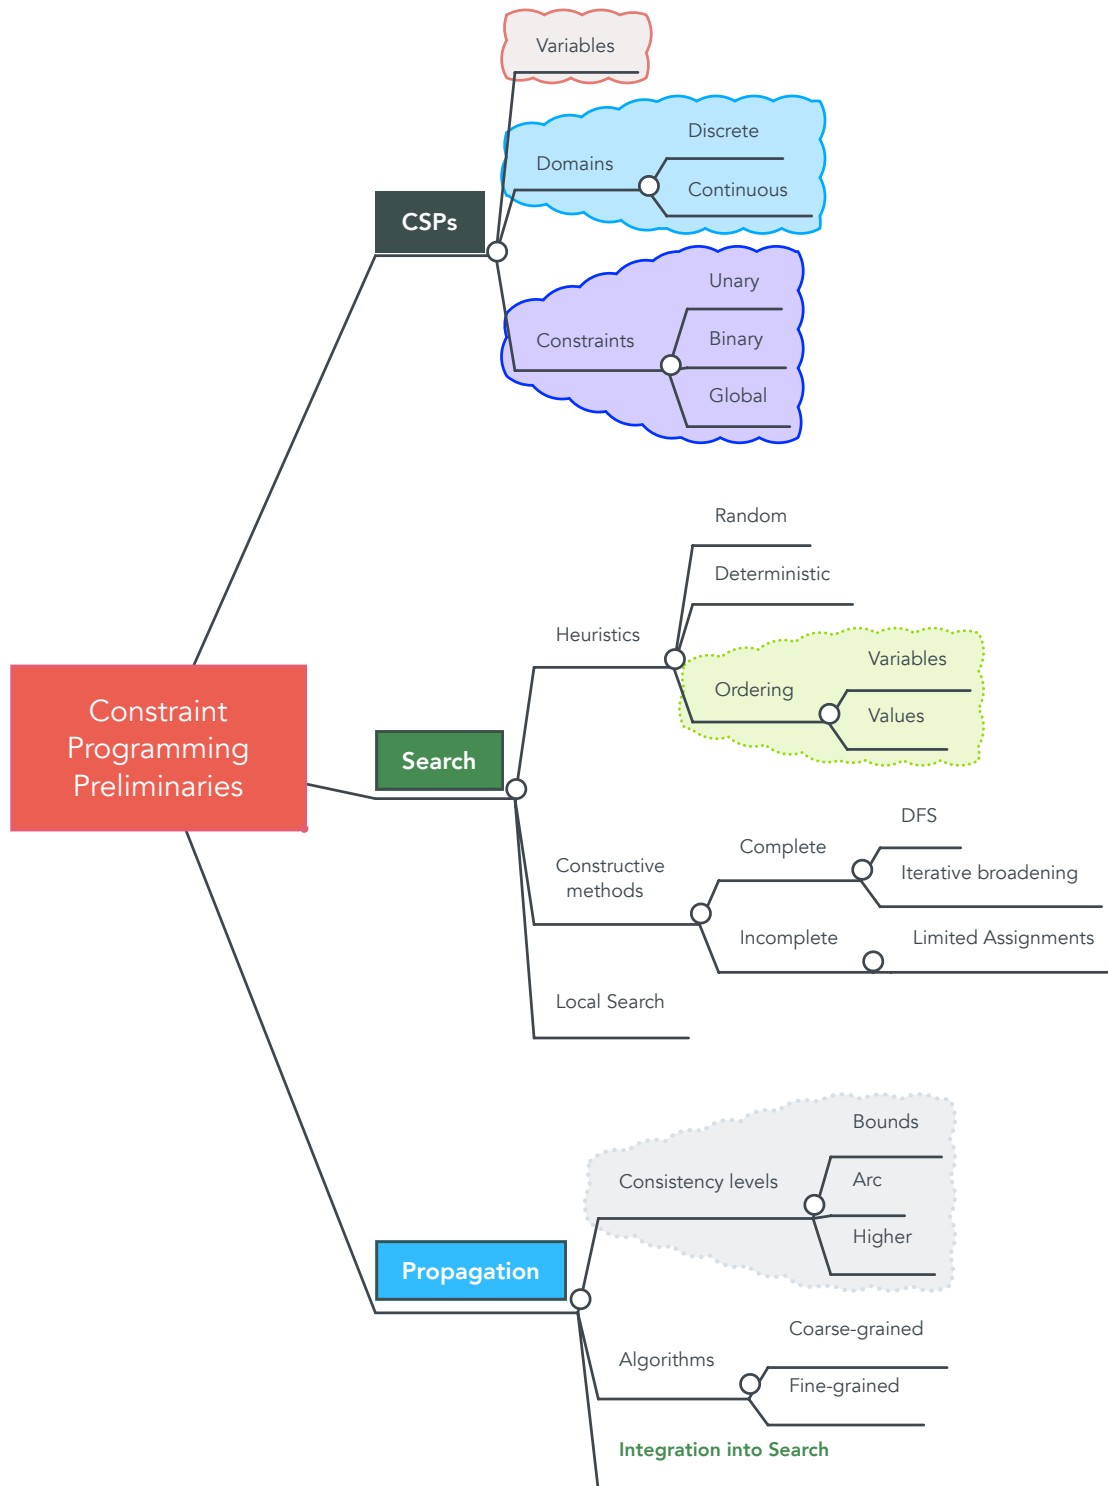 Variables
Discrete
Domains
Continuous
CSPs
Unary
Constraints
Binary
Global
Random
Deterministic
Heuristics
Variables
Ordering
Values
Constraint
Programming
Preliminaries
Search
DFS
Complete
Constructive
methods
Iterative broadening
Incomplete
Limited Assignments
Local Search
Bounds
Consistency levels
Arc
Higher
Propagation
Coarse-grained
Algorithms
Fine-grained
Integration into Search